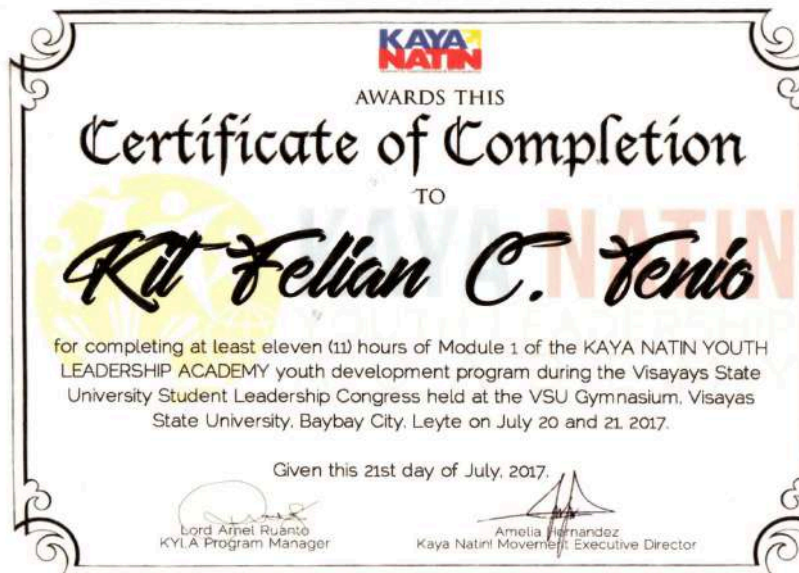 KAYA
NATIN
AWARDS THIS
Certificate of Completion
TO
KAYA NATIN
YOUTH LEADERSHIP
Kit Felian C. Tenio
for completing at least eleven (11) hours of Module 1 of the KAYA NATIN YOUTH
LEADERSHIP ACADEMY youth development program during the Visayays State
University Student Leadership Congress held at the VSU Gymnasium, Visayas
State University, Baybay City, Leyte on July 20 and 21, 2017.
Given this 21st day of July, 2017.
Lord Arnel Ruanto
KYLA Program Manager
Amelia Hernandez
Kaya Natin! Movement Executive Director